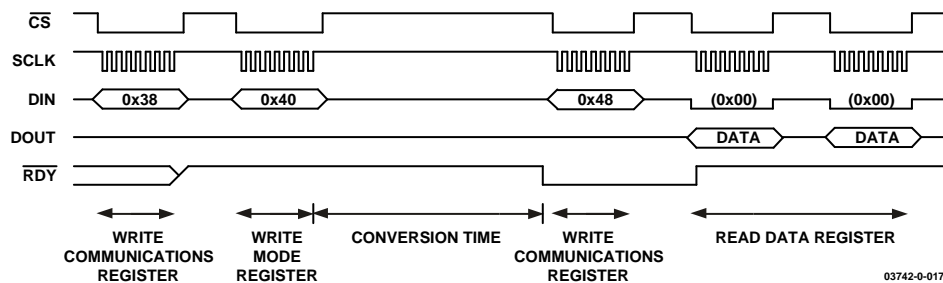 CS
SCLK
DIN 0x38 0x40 0x48 (0x00) (0x00)
DOUT DATA DATA
RDY
WRITE
COMMUNICATIONS
REGISTER
WRITE
MODE
REGISTER
CONVERSION TIME
WRITE
COMMUNICATIONS
REGISTER
READ DATA REGISTER
03742-0-017